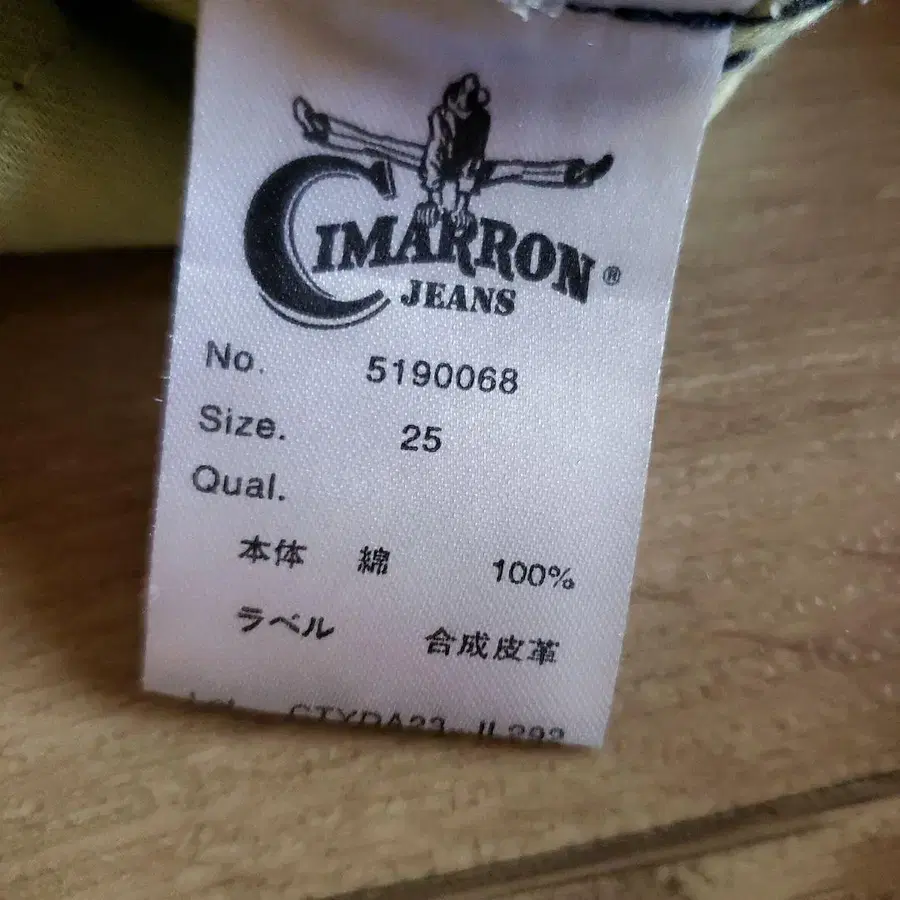 CIMARRON ®
JEANS
No. 5190068
Size. 25
Qual.
本体 綿 100%
ラベル 合成皮革